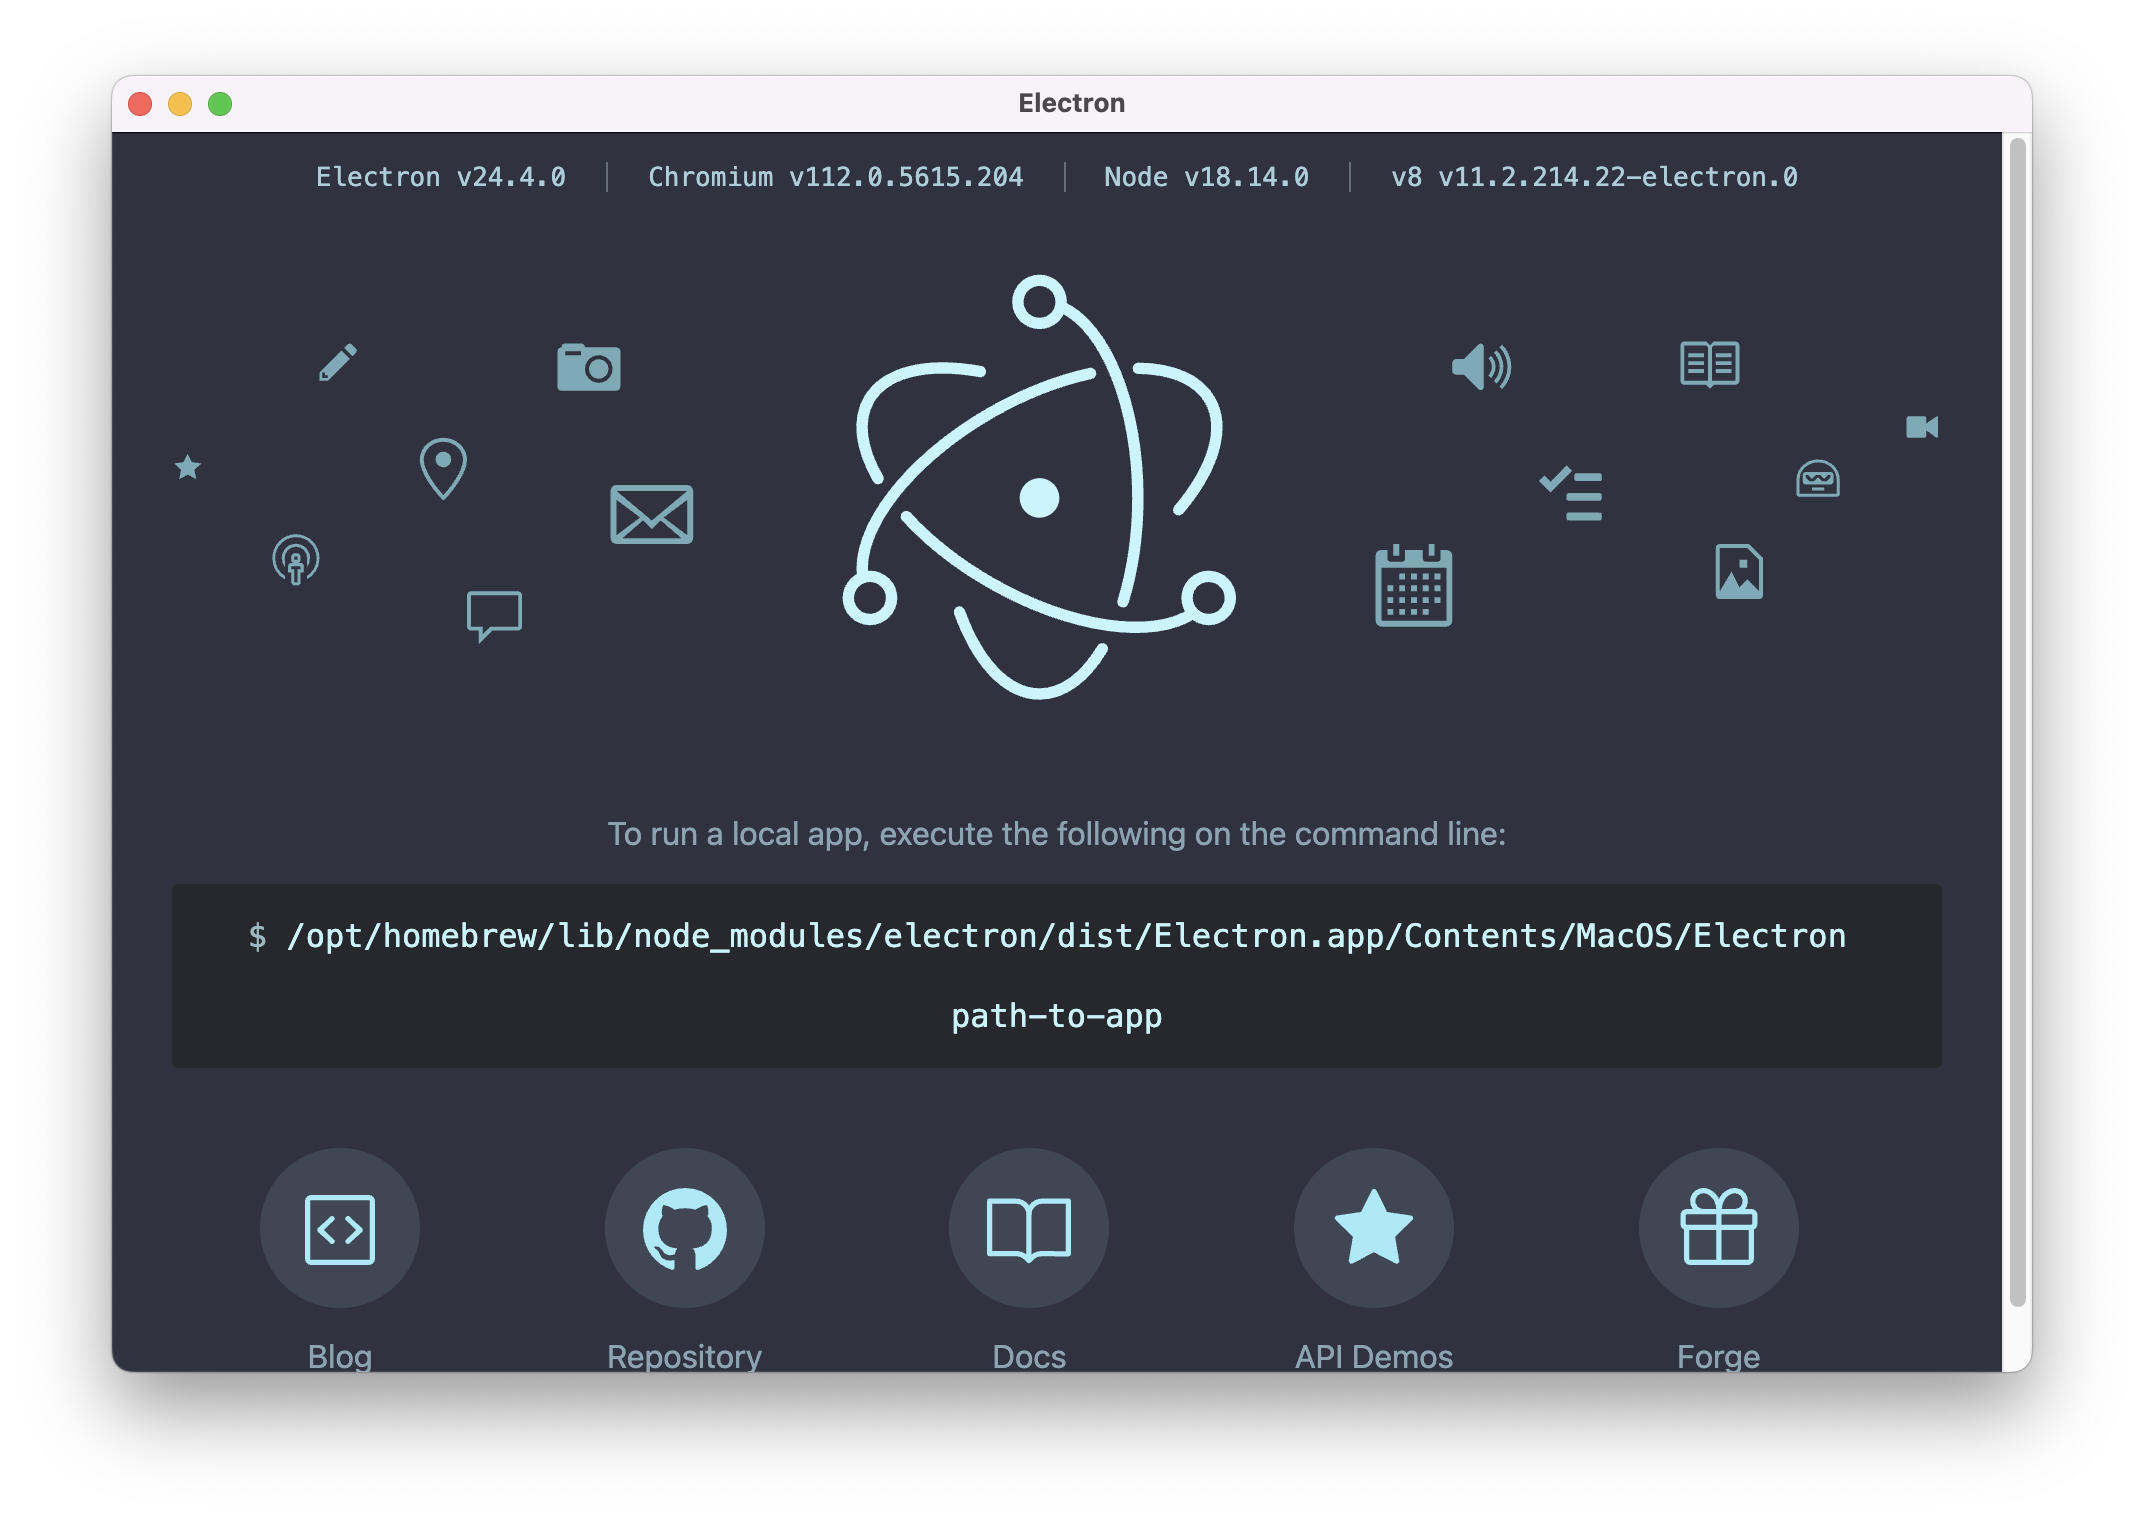 Electron
Electron v24.4.0 | Chromium v112.0.5615.204 | Node v18.14.0 | v8 v11.2.214.22-electron.0
To run a local app, execute the following on the command line:
$ /opt/homebrew/lib/node_modules/electron/dist/Electron.app/Contents/MacOS/Electron
path-to-app
Blog Repository Docs API Demos Forge